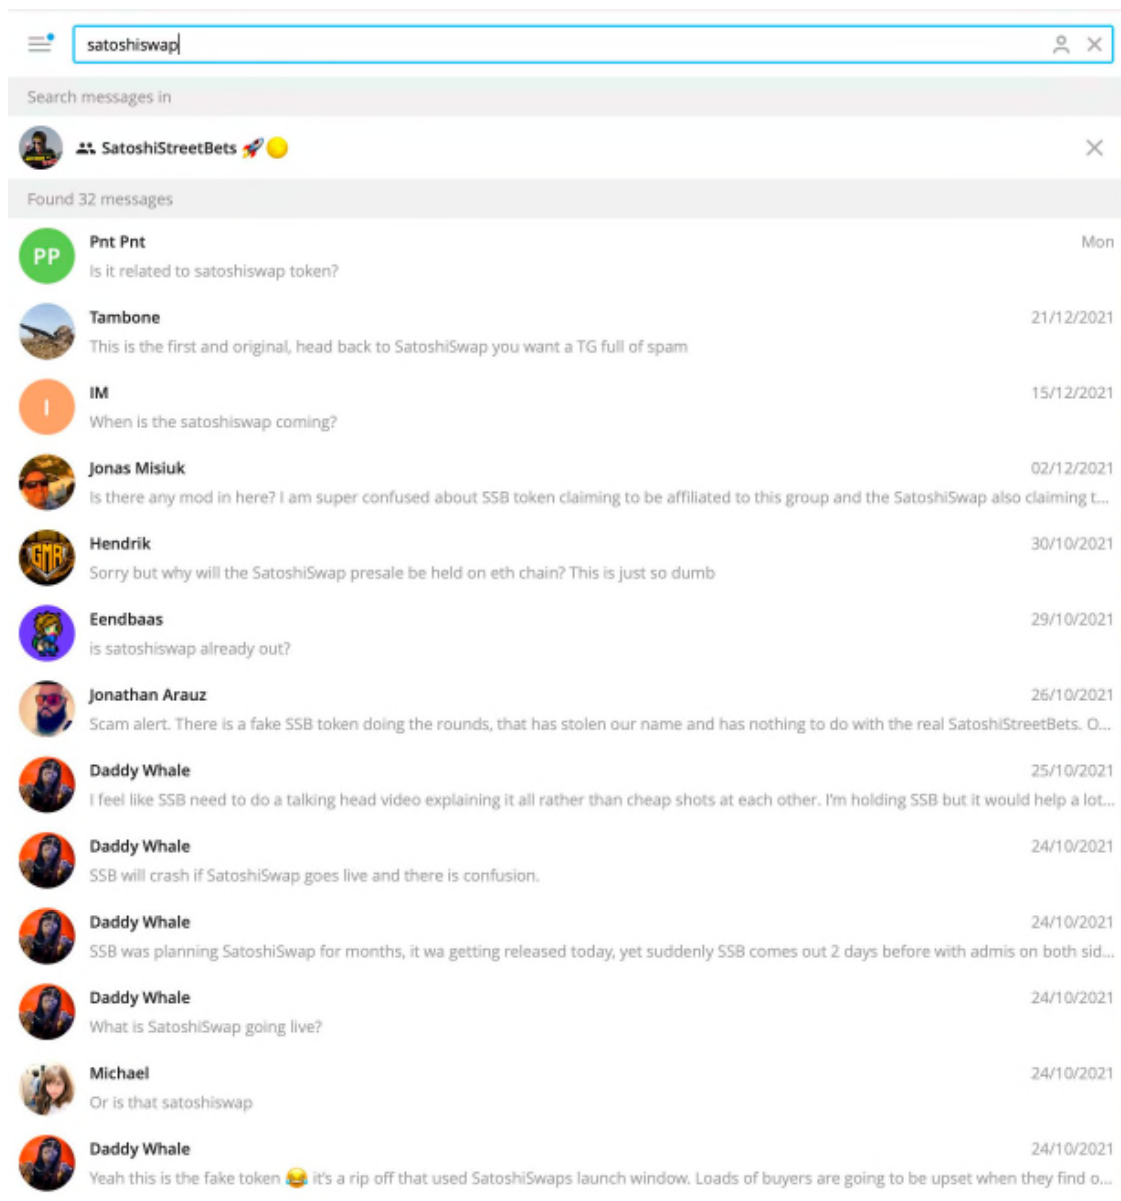 satoshiswap
Search messages in
SatoshiStreetBets 🚀🟡
Found 32 messages
PP
Pnt Pnt
Mon
Is it related to satoshiswap token?
Tambone
21/12/2021
This is the first and original, head back to SatoshiSwap you want a TG full of spam
I
IM
15/12/2021
When is the satoshiswap coming?
Jonas Misiuk
02/12/2021
Is there any mod in here? I am super confused about SSB token claiming to be affiliated to this group and the SatoshiSwap also claiming t...
GMR
Hendrik
30/10/2021
Sorry but why will the SatoshiSwap presale be held on eth chain? This is just so dumb
Eendbaas
29/10/2021
is satoshiswap already out?
Jonathan Arauz
26/10/2021
Scam alert. There is a fake SSB token doing the rounds, that has stolen our name and has nothing to do with the real SatoshiStreetBets. O...
Daddy Whale
25/10/2021
I feel like SSB need to do a talking head video explaining it all rather than cheap shots at each other. I'm holding SSB but it would help a lot...
Daddy Whale
24/10/2021
SSB will crash if SatoshiSwap goes live and there is confusion.
Daddy Whale
24/10/2021
SSB was planning SatoshiSwap for months, it wa getting released today, yet suddenly SSB comes out 2 days before with admis on both sid...
Daddy Whale
24/10/2021
What is SatoshiSwap going live?
Michael
24/10/2021
Or is that satoshiswap
Daddy Whale
24/10/2021
Yeah this is the fake token 😂 it's a rip off that used SatoshiSwaps launch window. Loads of buyers are going to be upset when they find o...